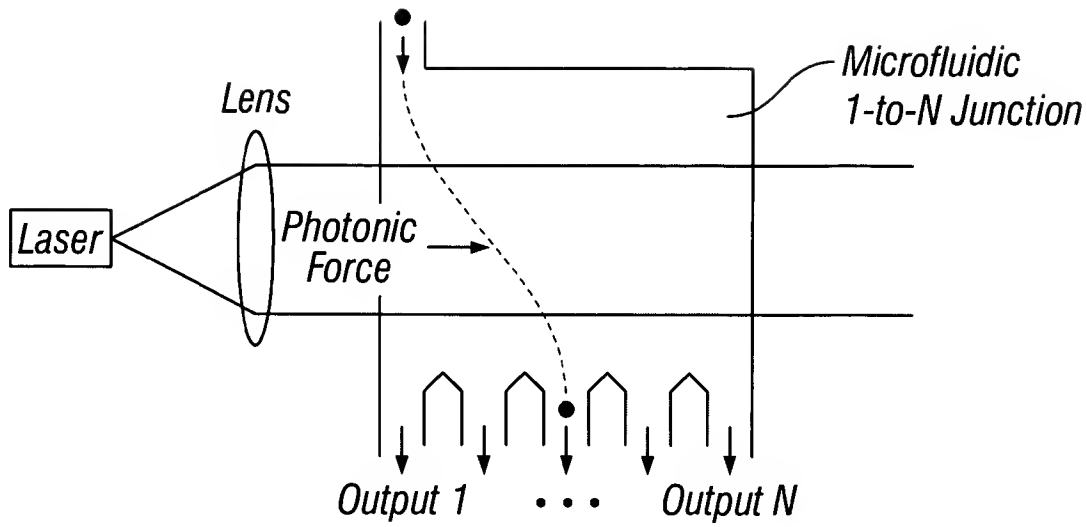 Microfluidic
1-to-N Junction
Lens
Laser
Photonic
Force
Output 1 • • • Output N